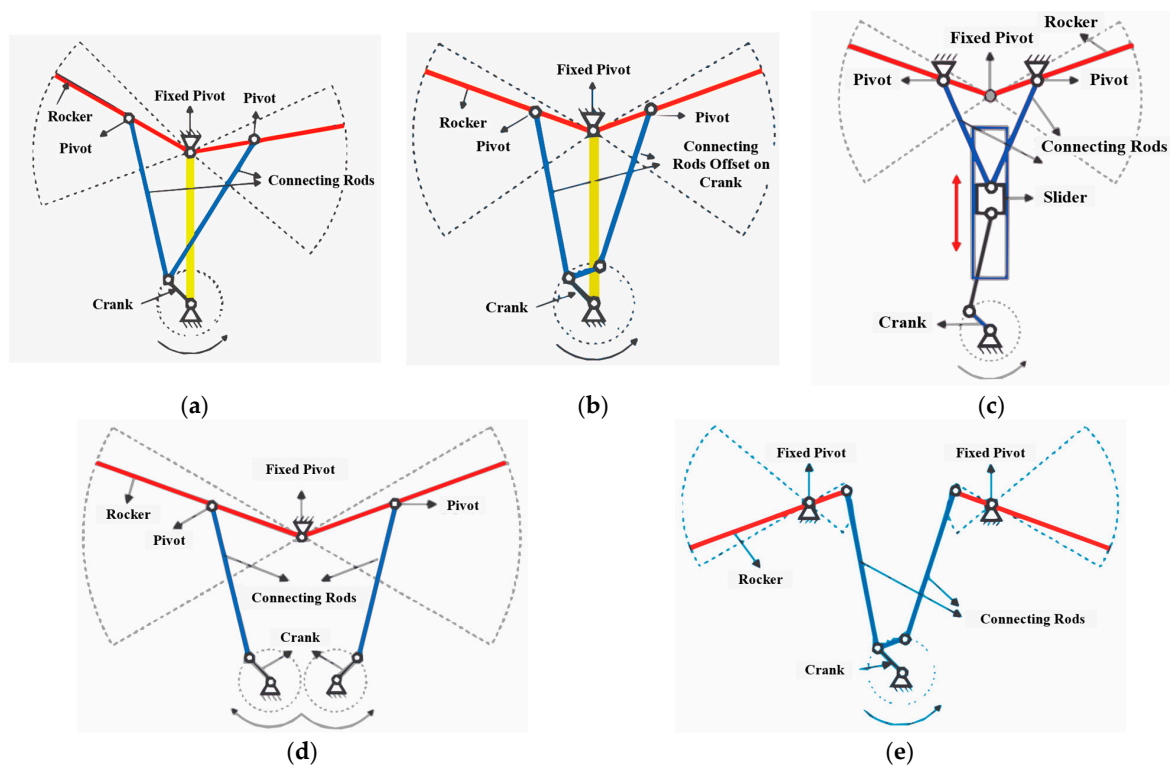 Fixed Pivot
Pivot
Rocker
Pivot
Connecting Rods
Crank
(a)
Fixed Pivot
Rocker
Pivot
Pivot
Connecting
Rods Offset on
Crank
Crank
(b)
Rocker
Fixed Pivot
Pivot
Pivot
Connecting Rods
Slider
Crank
(c)
Fixed Pivot
Rocker
Pivot
Pivot
Connecting Rods
Crank
(d)
Fixed Pivot
Fixed Pivot
Rocker
Connecting Rods
Crank
(e)